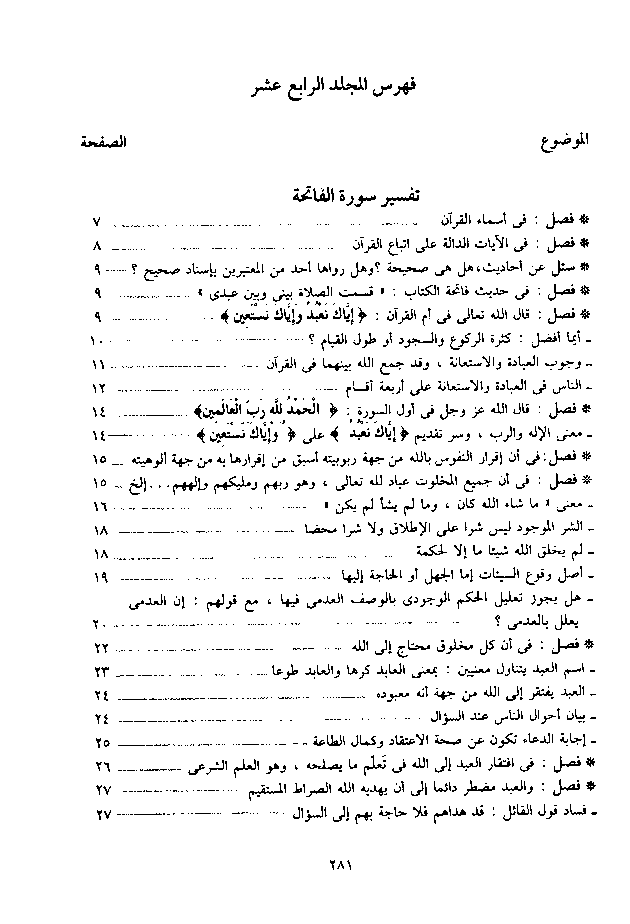 فهرس المجلد الرابع عشر
الموضوع الصفحة
تفسير سورة الفاتحة
* فصل : فى أسماء القرآن ٧
* فصل : فى الآيات الدالة على اتباع القرآن ٨
* سئل عن أحاديث،هل هى صحيحة ؟وهل رواها أحد من المعتبرين بإسناد صحيح ؟ ٩
* فصل : فى حديث فاتحة الكتاب : « قسمت الصلاة بينى وبين عبدى » ٩
* فصل : قال الله تعالى فى أم القرآن : ﴿ إِيَّاكَ نَعْبُدُ وَإِيَّاكَ نَسْتَعِين ﴾ ٩
ـ أيما أفضل : كثرة الركوع والسجود أو طول القيام ؟ ١٠
ـ وجوب العبادة والاستعانة ، وقد جمع الله بينهما فى القرآن ١١
ـ الناس فى العبادة والاستعانة على أربعة أقسام ١٢
* فصل : قال الله عز وجل فى أول السورة : ﴿ الْحَمْدُ للَّه رَبّ الْعَالَمِين﴾ ١٤
ـ معنى الإله والرب ، وسر تقديم ﴿ إِيَّاكَ نَعْبُدُ ﴾ على ﴿ وَإِيَّاكَ نَسْتَعِين ﴾ ١٤
* فصل:فى أن إقرار النفوس بالله من جهة ربوبيته أسبق من إقرارها به من جهة ألوهيته ١٥
* فصل : فى أن جميع المخلوت عباد لله تعالى ، وهو ربهم ومليكهم وإلههم...إلخ ١٥
ـ معنى « ما شاء الله كان ، وما لم يشأ لم يكن » ١٦
ـ الشر الموجود ليس شرا على الإطلاق ولا شرا محضا ١٨
ـ لم يخلق الله شيئا ما إلا لحكمة ١٨
ـ أصل وقوع السيئات إما الجهل أو الحاجة إليها ١٩
ـ هل يجوز تعليل الحكم الوجودى بالوصف العدمى فيها ، مع قولهم : إن العدمى
يعلل بالعدمى ؟ ٢٠
* فصل : فى أن كل مخلوق محتاج إلى الله ٢٢
ـ اسم العبد يتناول معنيين : بمعنى العابد كرها والعابد طوعا ٢٣
ـ العبد يفتقر إلى الله من جهة أنه معبوده ٢٤
ـ بيان أحوال الناس عند السؤال ٢٤
ـ إجابة الدعاء تكون عن صحة الاعتقاد وكمال الطاعة ٢٥
* فصل : فى افتقار العبد إلى الله فى تَعلّم ما يصلحه ، وهو العلم الشرعى ٢٦
* فصل : والعبد مضطر دائما إلى أن يهديه الله الصراط المستقيم ٢٧
ـ فساد قول القائل : قد هداهم فلا حاجة بهم إلى السؤال ٢٧
٢٨١